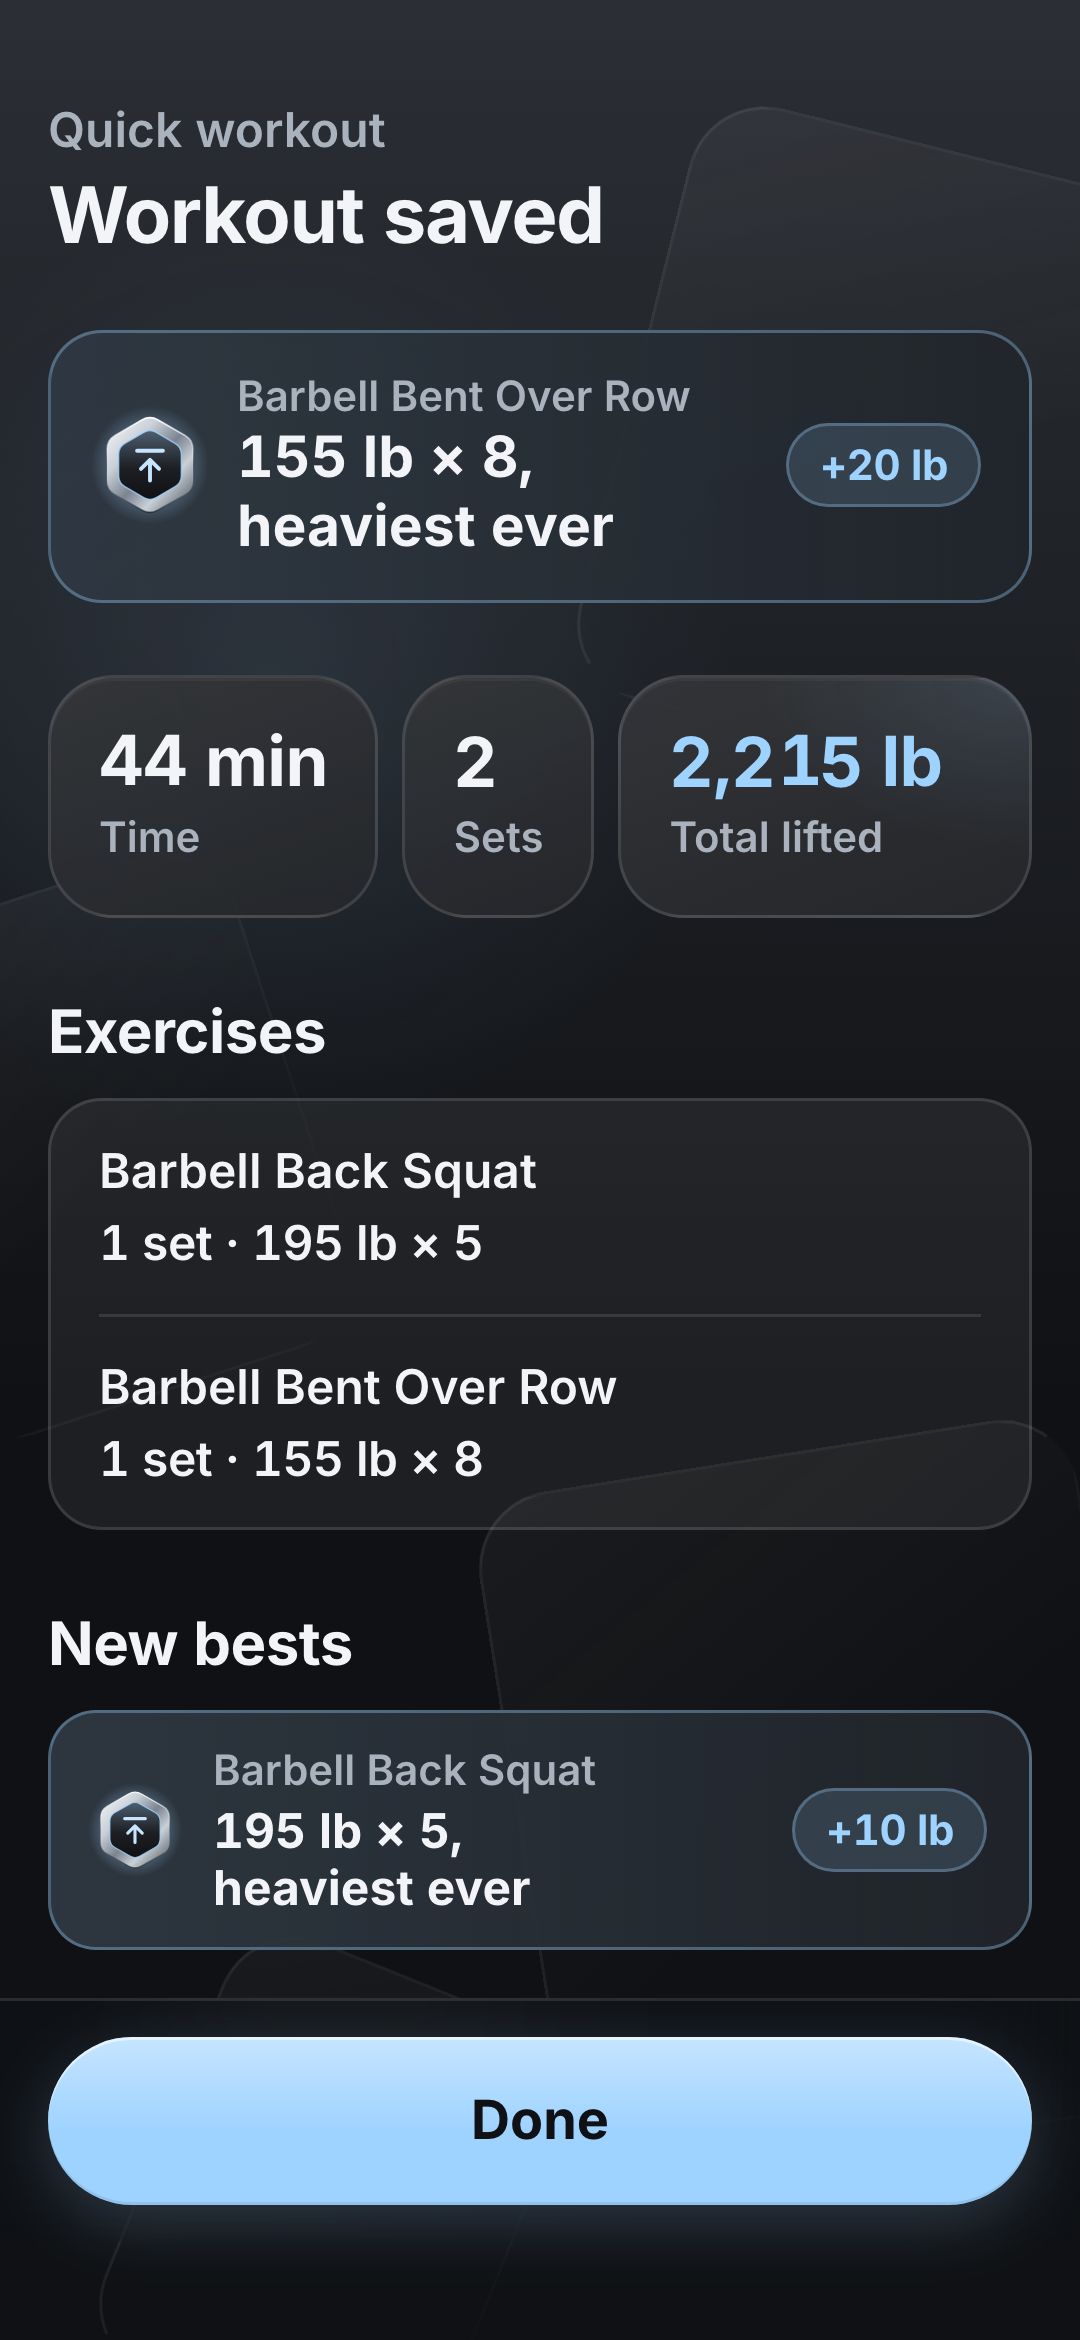 Quick workout
Workout saved
Barbell Bent Over Row
155 lb × 8,
heaviest ever
+20 lb
44 min
Time
2
Sets
2,215 lb
Total lifted
Exercises
Barbell Back Squat
1 set · 195 lb × 5
Barbell Bent Over Row
1 set · 155 lb × 8
New bests
Barbell Back Squat
195 lb × 5,
heaviest ever
+10 lb
Done